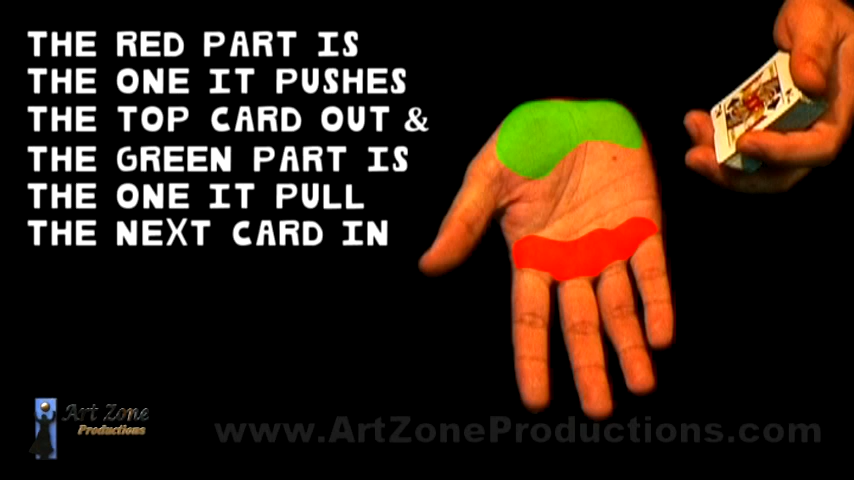 THE RED PART IS
THE ONE IT PUSHES
THE TOP CARD OUT &
THE GREEN PART IS
THE ONE IT PULL
THE NEXT CARD IN
Art Zone
Productions
www.ArtZoneProductions.com